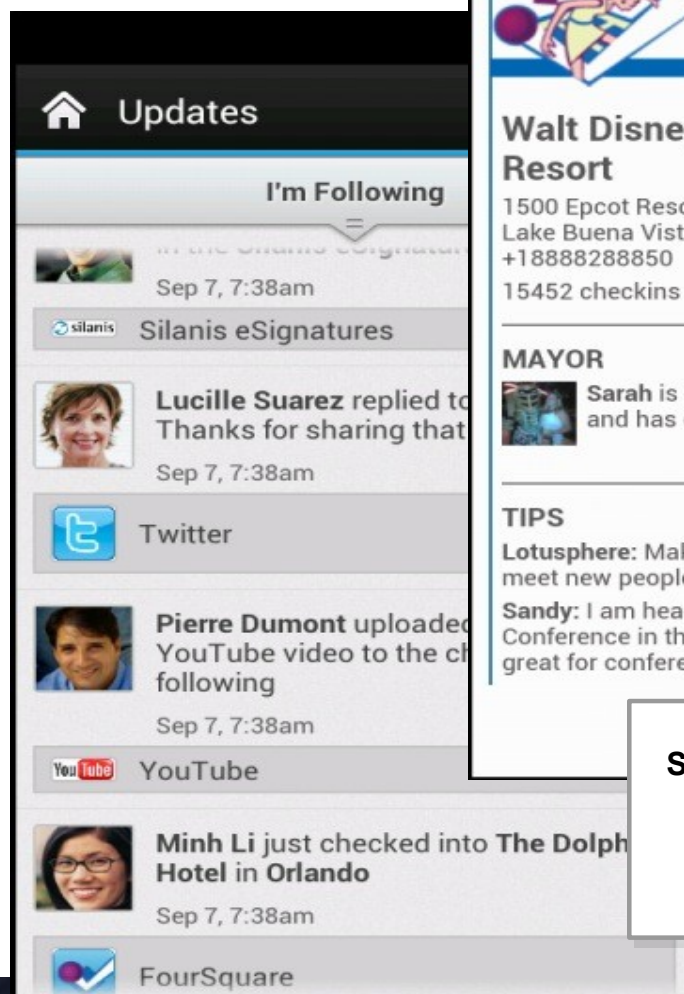 Updates
I'm Following
Sep 7, 7:38am
silanis Silanis eSignatures
Lucille Suarez replied to
Thanks for sharing that
Sep 7, 7:38am
Twitter
Pierre Dumont uploaded
YouTube video to the ch
following
Sep 7, 7:38am
YouTube YouTube
Minh Li just checked into The Dolph
Hotel in Orlando
Sep 7, 7:38am
FourSquare
Walt Disne
Resort
1500 Epcot Reso
Lake Buena Vist
+18888288850
15452 checkins
MAYOR
Sarah is
and has
TIPS
Lotusphere: Mal
meet new people
Sandy: I am hea
Conference in th
great for confere
S